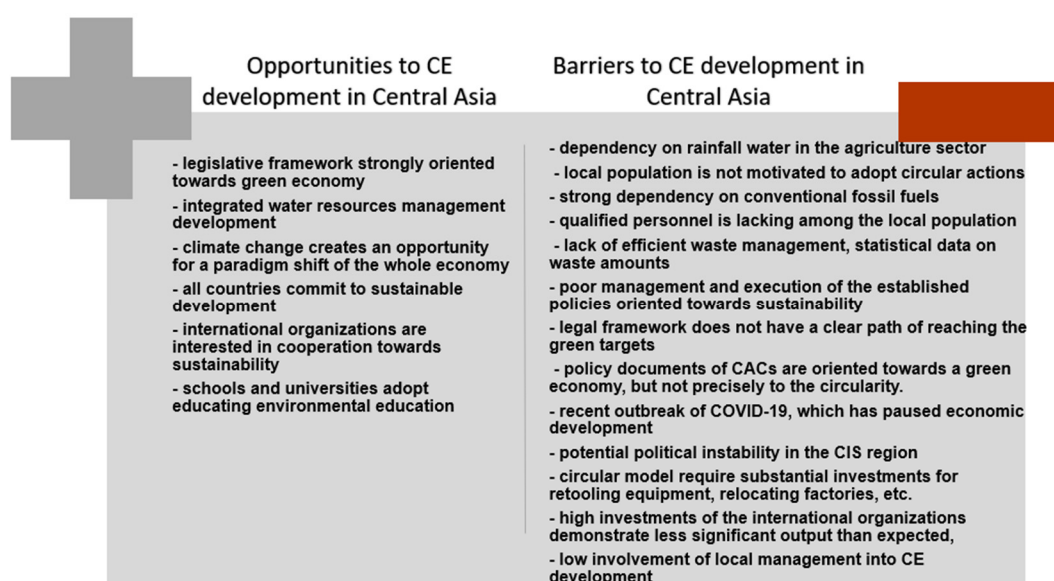 Opportunities to CE
development in Central Asia
- legislative framework strongly oriented
towards green economy
- integrated water resources management
development
- climate change creates an opportunity
for a paradigm shift of the whole economy
- all countries commit to sustainable
development
- international organizations are
interested in cooperation towards
sustainability
- schools and universities adopt
educating environmental education
Barriers to CE development in
Central Asia
- dependency on rainfall water in the agriculture sector
- local population is not motivated to adopt circular actions
- strong dependency on conventional fossil fuels
- qualified personnel is lacking among the local population
- lack of efficient waste management, statistical data on
waste amounts
- poor management and execution of the established
policies oriented towards sustainability
- legal framework does not have a clear path of reaching the
green targets
- policy documents of CACs are oriented towards a green
economy, but not precisely to the circularity.
- recent outbreak of COVID-19, which has paused economic
development
- potential political instability in the CIS region
- circular model require substantial investments for
retooling equipment, relocating factories, etc.
- high investments of the international organizations
demonstrate less significant output than expected,
- low involvement of local management into CE
development